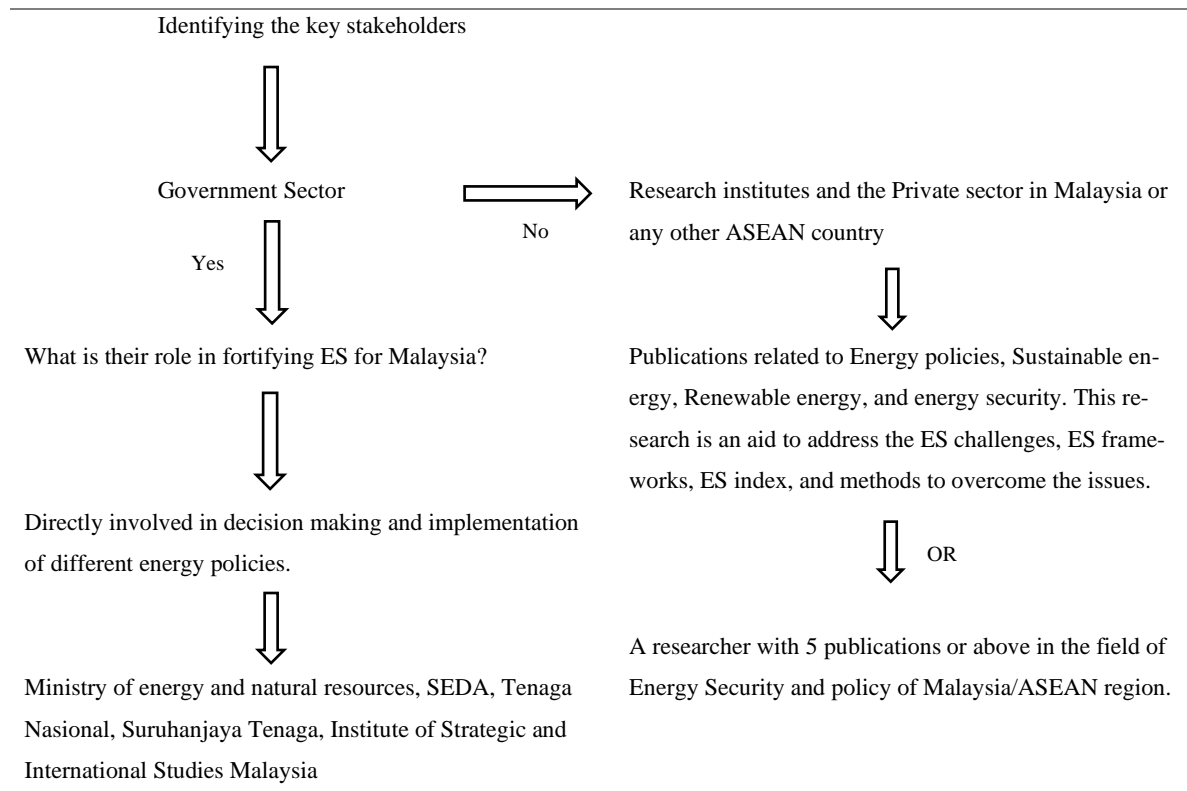 Identifying the key stakeholders
Government Sector
No
Research institutes and the Private sector in Malaysia or
any other ASEAN country
Yes
What is their role in fortifying ES for Malaysia?
Publications related to Energy policies, Sustainable en-
ergy, Renewable energy, and energy security. This re-
search is an aid to address the ES challenges, ES frame-
works, ES index, and methods to overcome the issues.
Directly involved in decision making and implementation
of different energy policies.
OR
A researcher with 5 publications or above in the field of
Energy Security and policy of Malaysia/ASEAN region.
Ministry of energy and natural resources, SEDA, Tenaga
Nasional, Suruhanjaya Tenaga, Institute of Strategic and
International Studies Malaysia